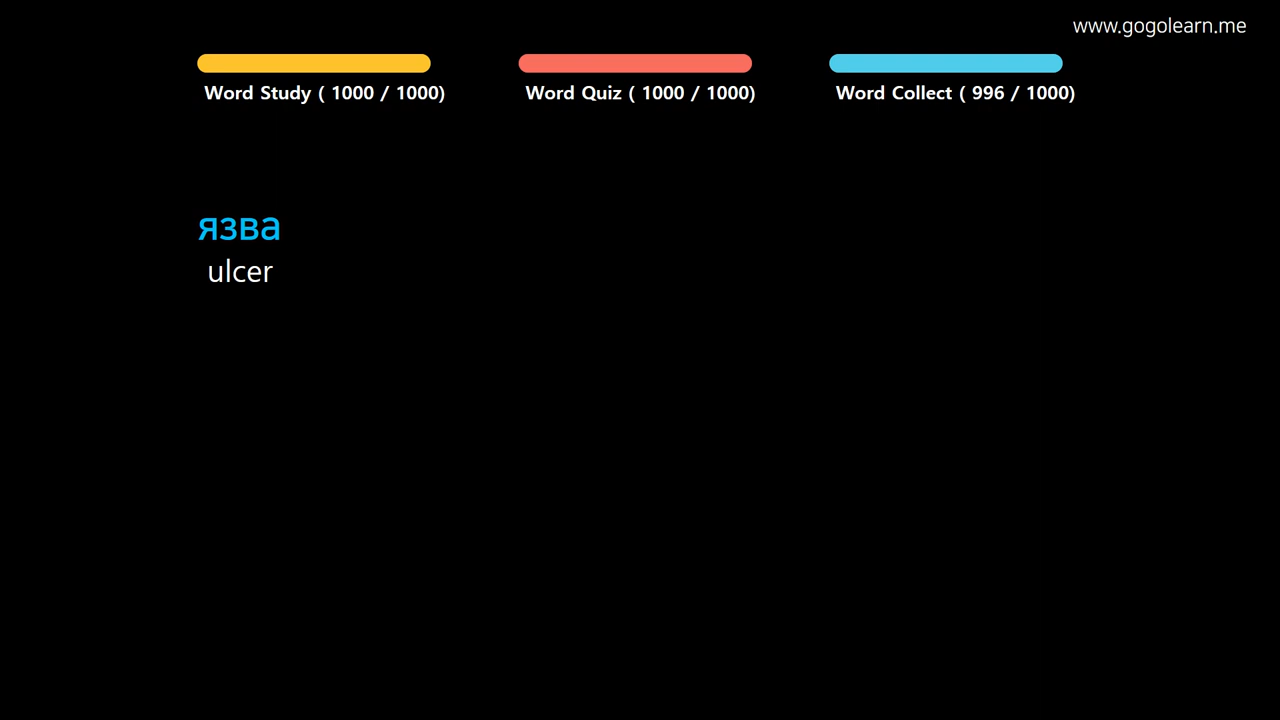 www.gogolearn.me
Word Study ( 1000 / 1000)
Word Quiz ( 1000 / 1000)
Word Collect ( 996 / 1000)
язва
ulcer